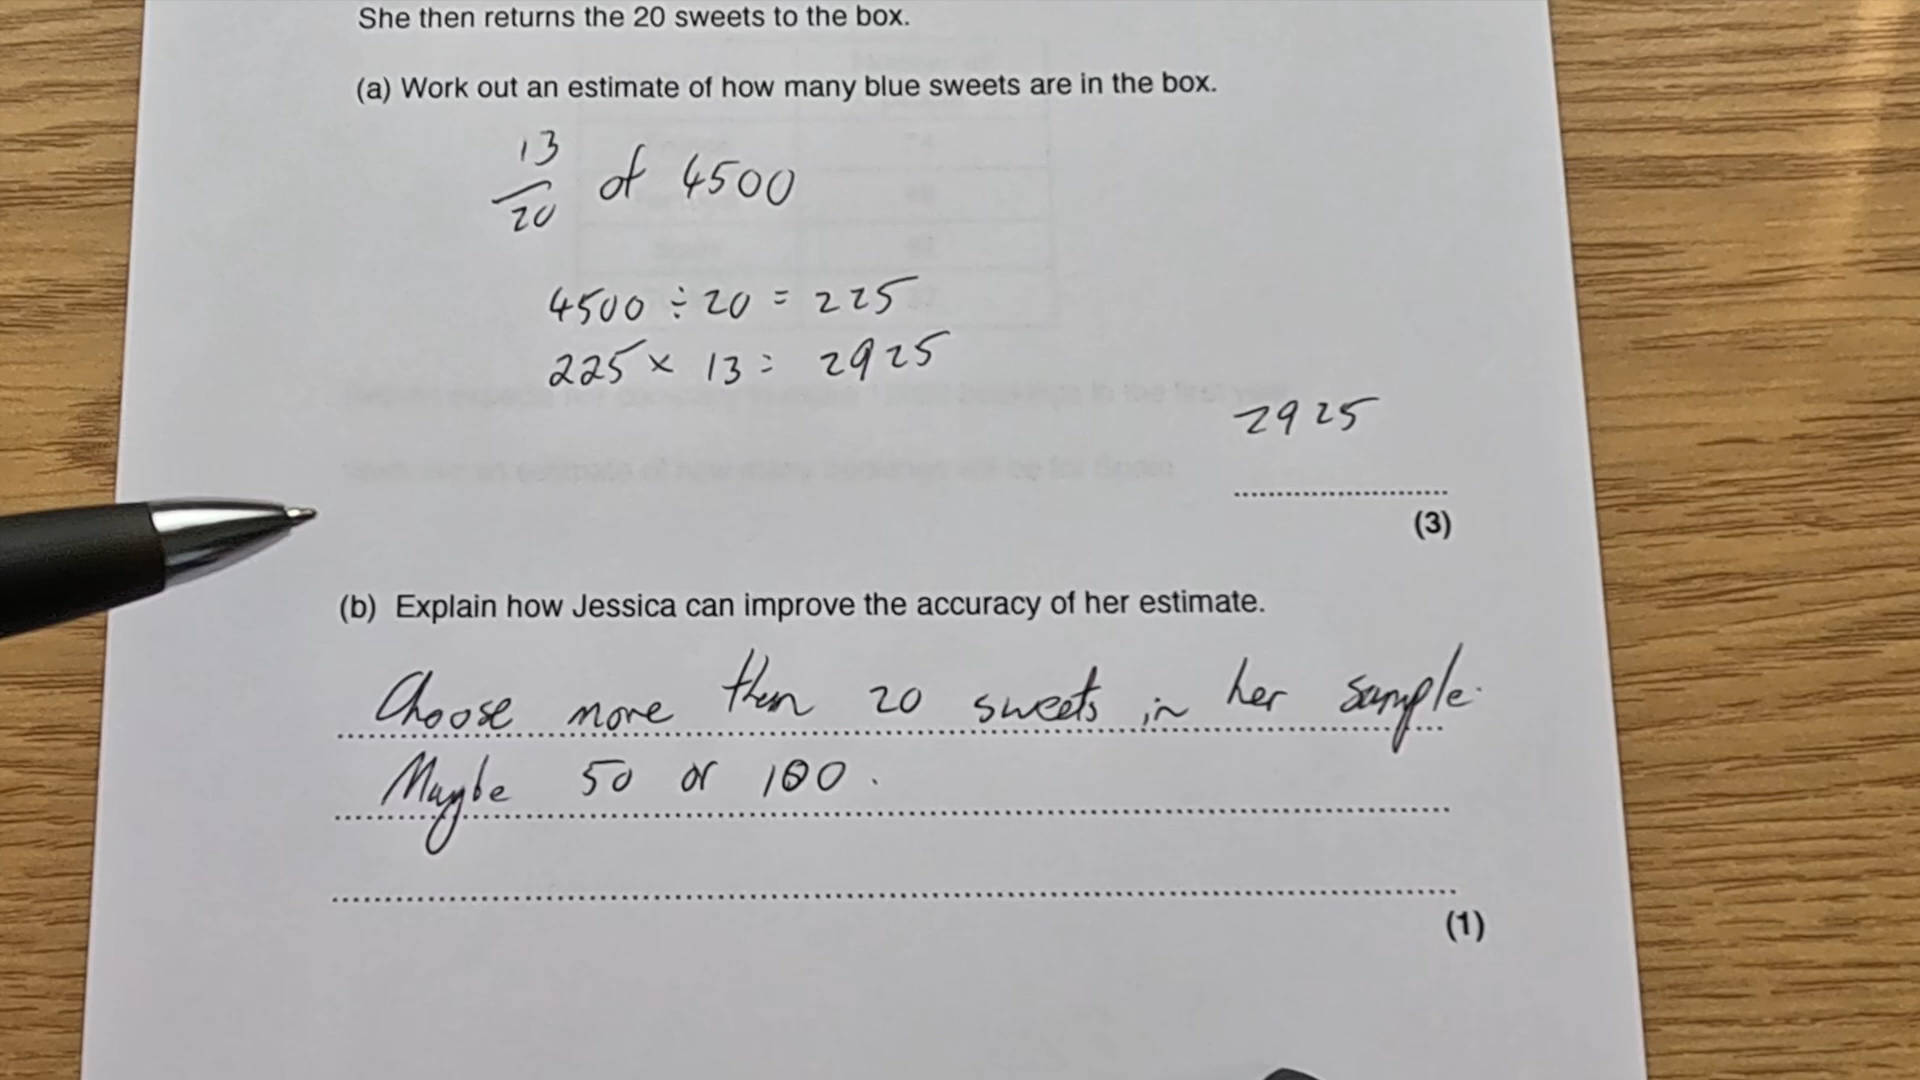 She then returns the 20 sweets to the box.
(a) Work out an estimate of how many blue sweets are in the box.
13
20
of 4500
4500 ÷ 20 = 225
225 × 13 = 2925
2925
(3)
(b) Explain how Jessica can improve the accuracy of her estimate.
Choose more than 20 sweets in her sample.
Maybe 50 or 100.
(1)